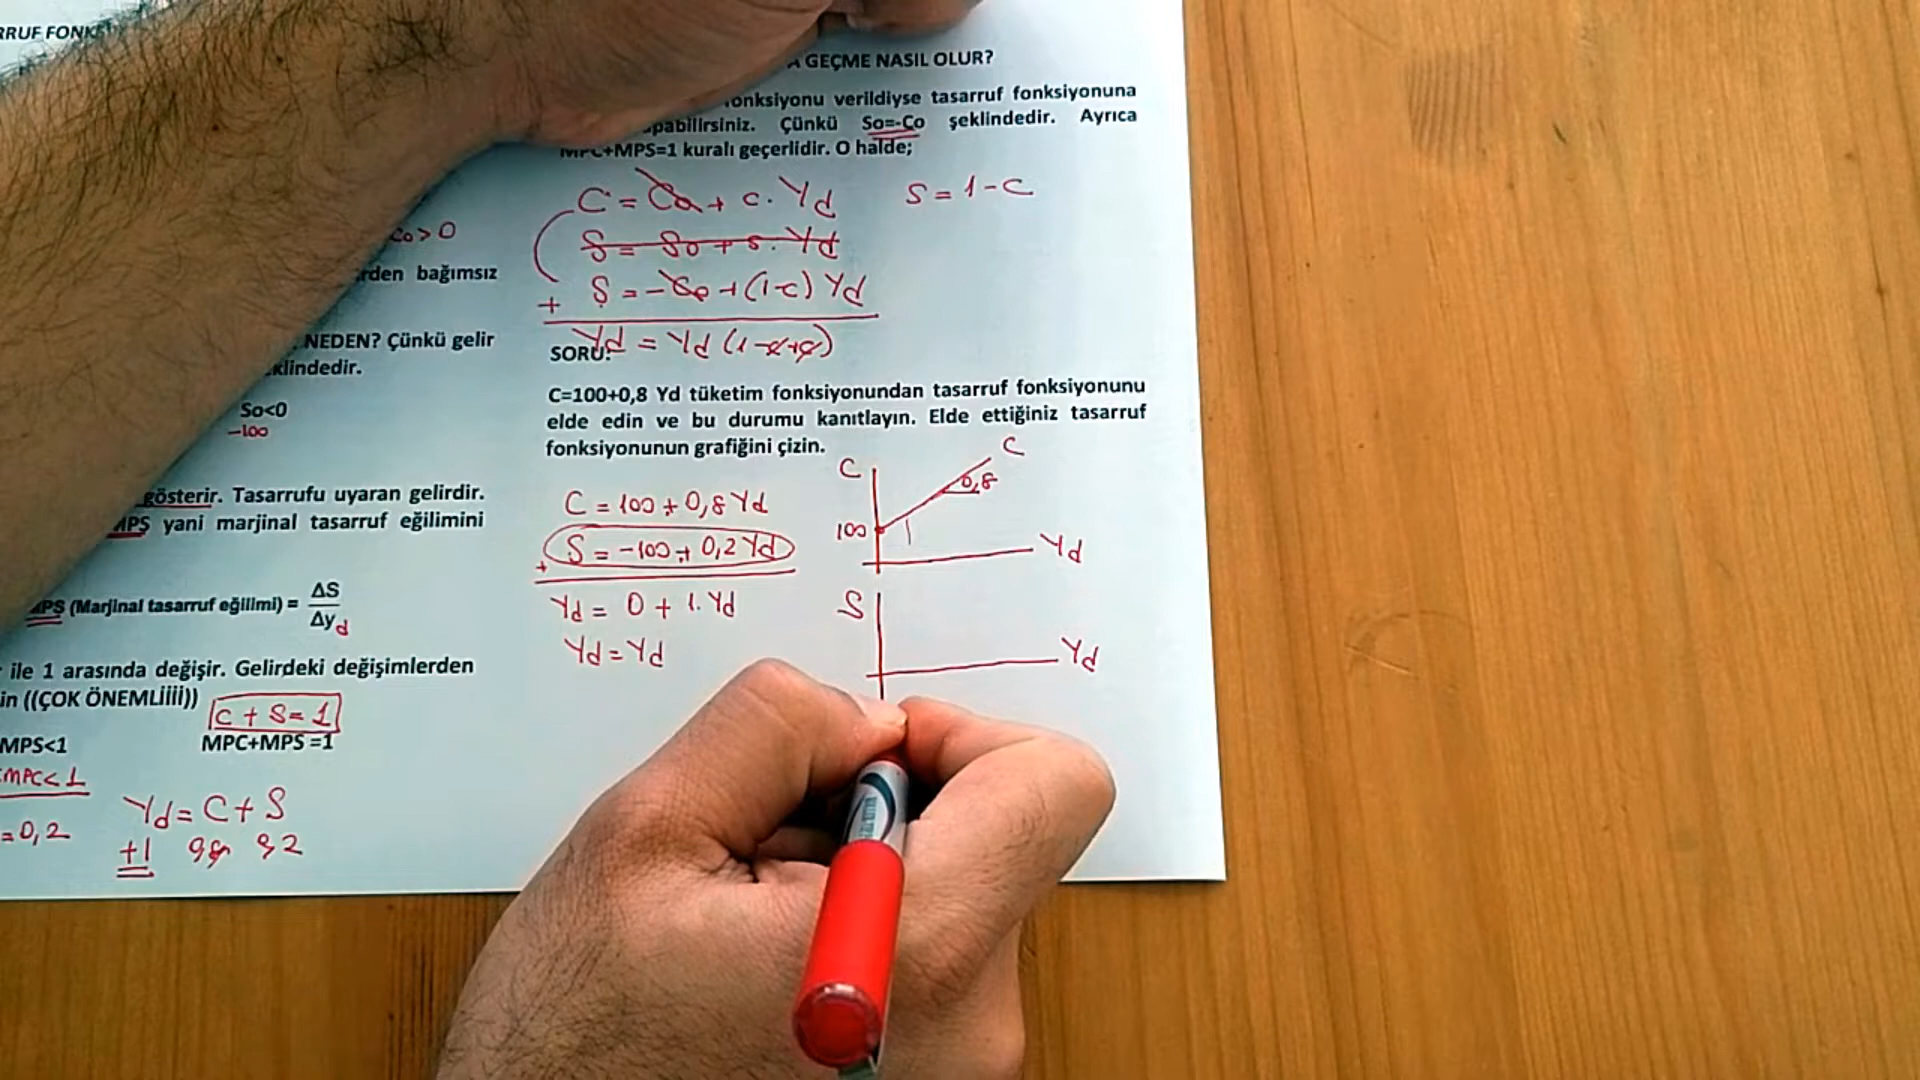 RRUF FONKS
Co>0
rden bağımsız
NEDEN? Çünkü gelir
klindedir.
So<0
-100
gösterir. Tasarrufu uyaran gelirdir.
MPS yani marjinal tasarruf eğilimini
MPS (Marjinal tasarruf eğilimi) = ΔS
Δyd
ile 1 arasında değişir. Gelirdeki değişimlerden
in ((ÇOK ÖNEMLİİİİ))
c + s = 1
MPS<1
MPC+MPS =1
MPC<1
Yd = C + S
=0,2
+1
A GEÇME NASIL OLUR?
fonksiyonu verildiyse tasarruf fonksiyonuna
apabilirsiniz. Çünkü So=-Co şeklindedir. Ayrıca
MPC+MPS=1 kuralı geçerlidir. O halde;
C = Co + c. Yd
s = 1-c
S = So + s. Yd
+ S = -Co + (1-c) Yd
Yd = Yd (1-c+c)
SORU:
C=100+0,8 Yd tüketim fonksiyonundan tasarruf fonksiyonunu
elde edin ve bu durumu kanıtlayın. Elde ettiğiniz tasarruf
fonksiyonunun grafiğini çizin.
C = 100 + 0,8 Yd
+ S = -100 + 0,2 Yd
Yd = 0 + 1. Yd
Yd = Yd
C
C
0,8
100
Yd
S
Yd